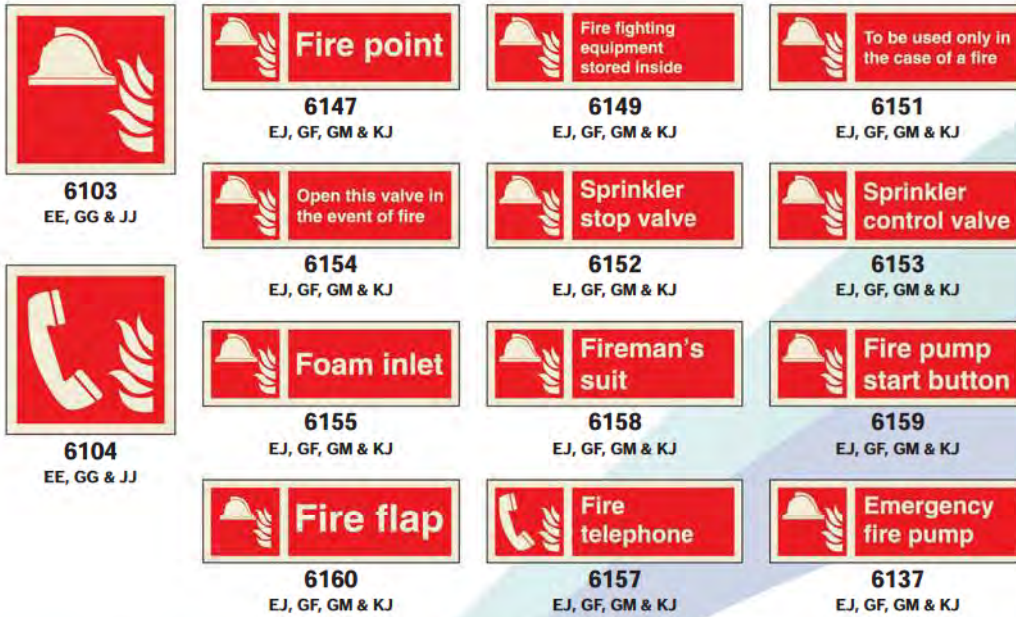 6103
EE, GG & JJ
6104
EE, GG & JJ
Fire point
6147
EJ, GF, GM & KJ
Fire fighting
equipment
stored inside
6149
EJ, GF, GM & KJ
To be used only in
the case of a fire
6151
EJ, GF, GM & KJ
Open this valve in
the event of fire
6154
EJ, GF, GM & KJ
Sprinkler
stop valve
6152
EJ, GF, GM & KJ
Sprinkler
control valve
6153
EJ, GF, GM & KJ
Foam inlet
6155
EJ, GF, GM & KJ
Fireman's
suit
6158
EJ, GF, GM & KJ
Fire pump
start button
6159
EJ, GF, GM & KJ
Fire flap
6160
EJ, GF, GM & KJ
Fire
telephone
6157
EJ, GF, GM & KJ
Emergency
fire pump
6137
EJ, GF, GM & KJ